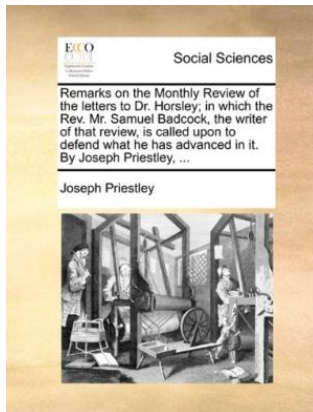 ECCO
Social Sciences
Remarks on the Monthly Review of
the letters to Dr. Horsley; in which the
Rev. Mr. Samuel Badcock, the writer
of that review, is called upon to
defend what he has advanced in it.
By Joseph Priestley, ...
Joseph Priestley